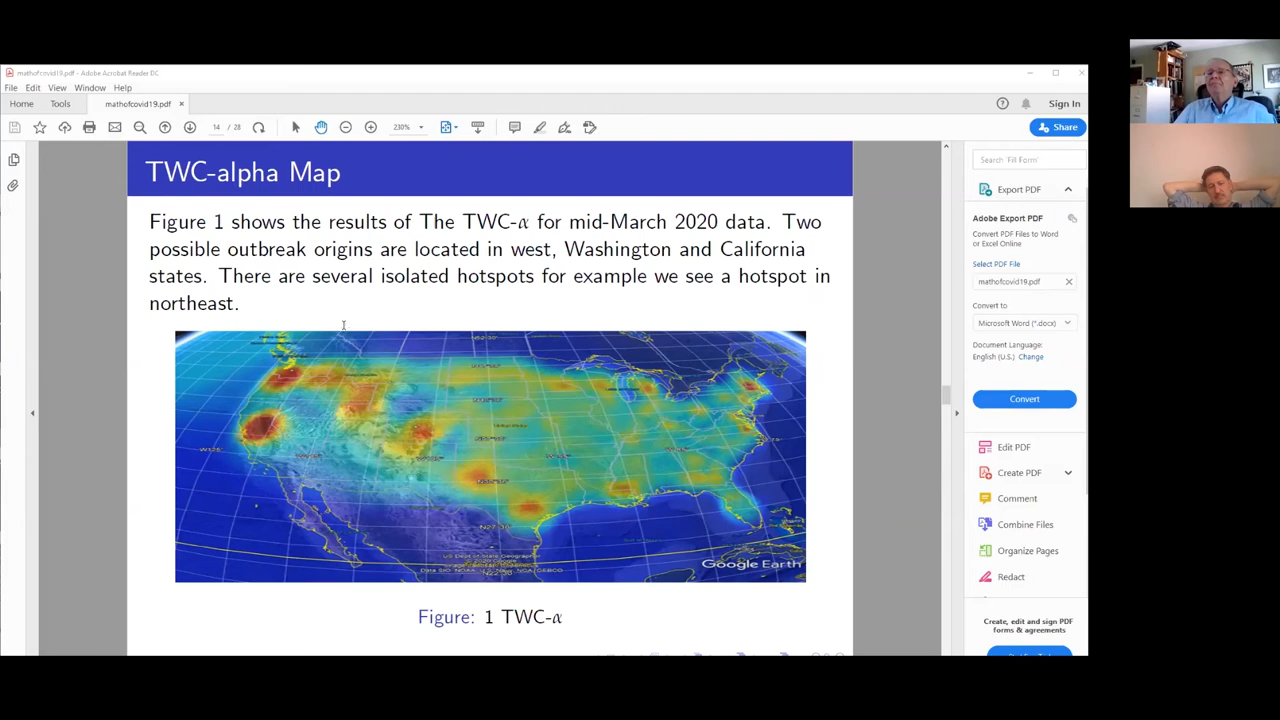 mathofcovid19.pdf - Adobe Acrobat Reader DC
File Edit View Window Help
Home Tools mathofcovid19.pdf × Sign In
14 / 28 230% Share
TWC-alpha Map
Figure 1 shows the results of The TWC-α for mid-March 2020 data. Two
possible outbreak origins are located in west, Washington and California
states. There are several isolated hotspots for example we see a hotspot in
northeast.
Google Earth
Figure: 1 TWC-α
Search 'Fill Form'
Export PDF
Adobe Export PDF
Convert PDF Files to Word
or Excel Online
Select PDF File
mathofcovid19.pdf
Convert to
Microsoft Word (*.docx)
Document Language:
English (U.S.) Change
Convert
Edit PDF
Create PDF
Comment
Combine Files
Organize Pages
Redact
Create, edit and sign PDF
forms & agreements